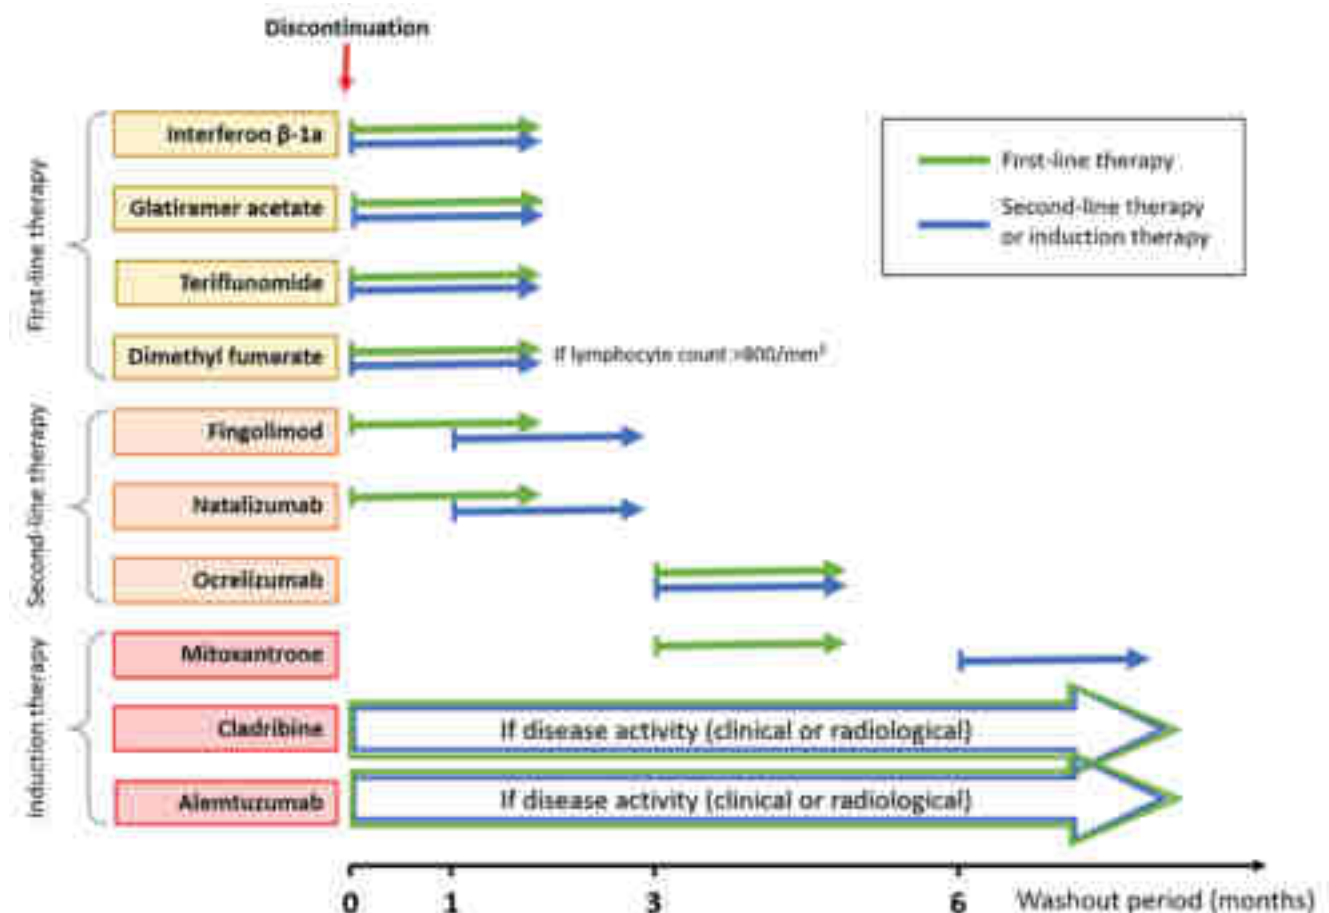 Discontinuation
First-line therapy
Interferon β-1a
Glatiramer acetate
Teriflunomide
Dimethyl fumarate
If lymphocyte count >800/mm³
Second-line therapy
Fingolimod
Natalizumab
Ocrelizumab
Induction therapy
Mitoxantrone
Cladribine
If disease activity (clinical or radiological)
Alemtuzumab
If disease activity (clinical or radiological)
First-line therapy
Second-line therapy
or induction therapy
0 1 3 6 Washout period (months)